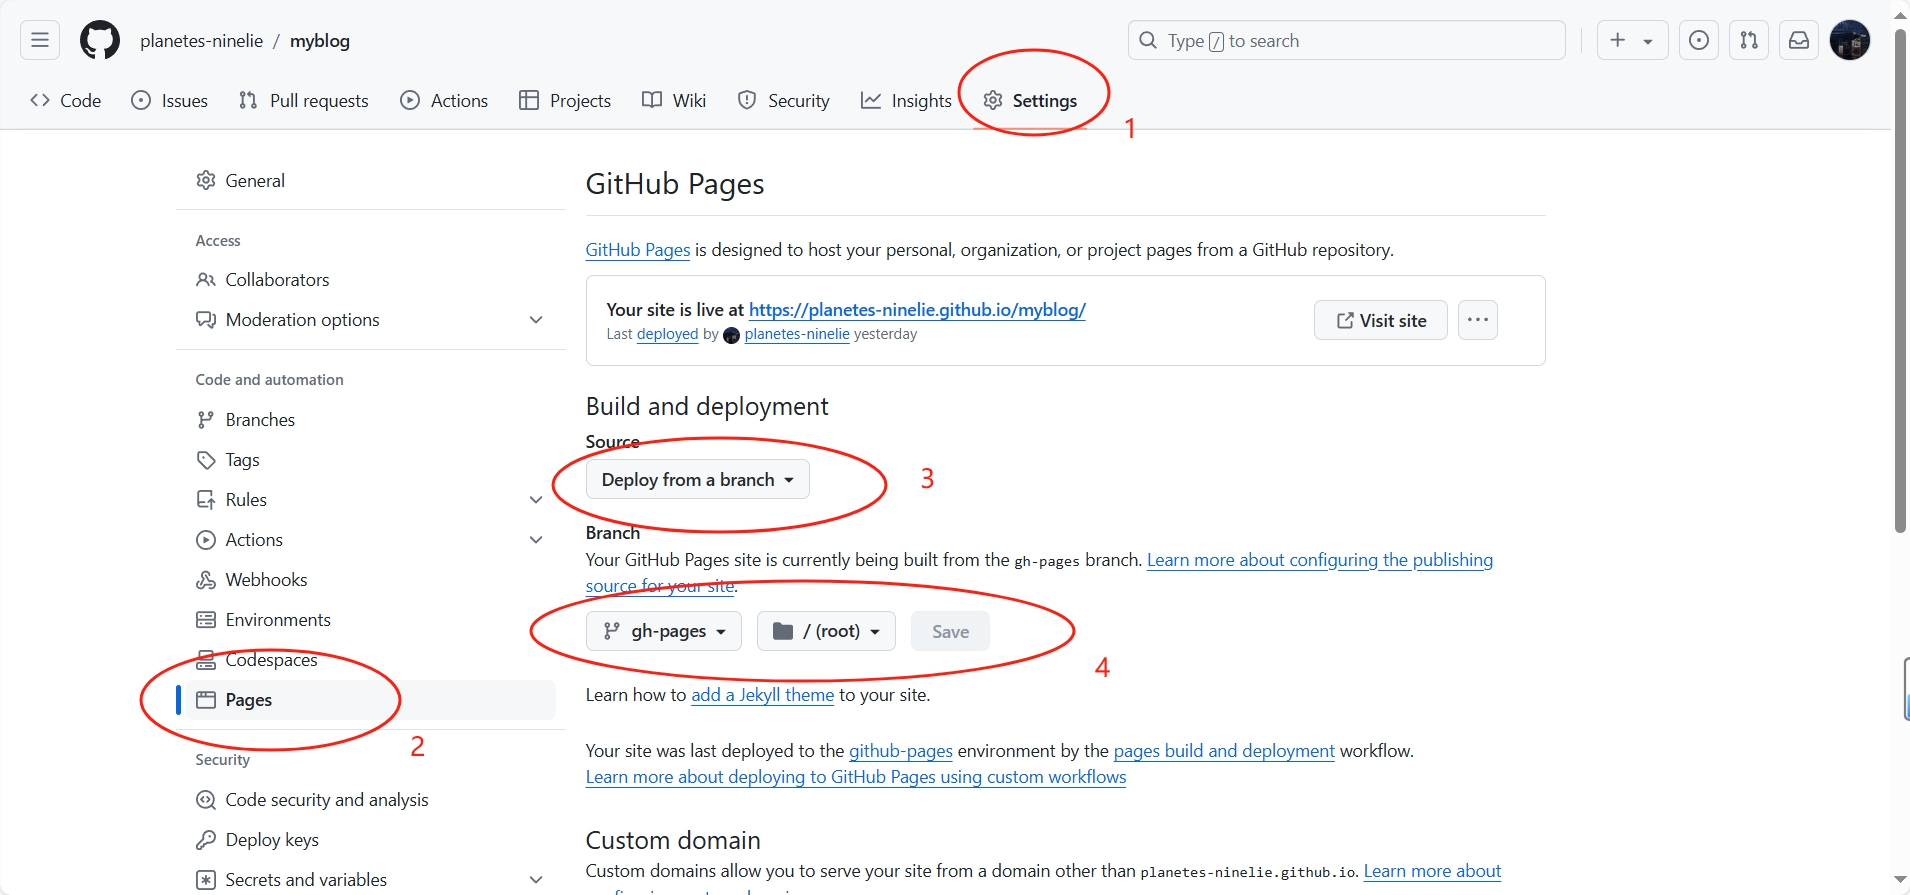 planetes-ninelie / myblog
Type / to search
Code Issues Pull requests Actions Projects Wiki Security Insights Settings
1
General
Access
Collaborators
Moderation options
Code and automation
Branches
Tags
Rules
Actions
Webhooks
Environments
Codespaces
Pages
2
Security
Code security and analysis
Deploy keys
Secrets and variables
GitHub Pages
GitHub Pages is designed to host your personal, organization, or project pages from a GitHub repository.
Your site is live at https://planetes-ninelie.github.io/myblog/
Last deployed by planetes-ninelie yesterday
Visit site
Build and deployment
Source
Deploy from a branch
3
Branch
Your GitHub Pages site is currently being built from the gh-pages branch. Learn more about configuring the publishing
source for your site.
gh-pages / (root) Save
4
Learn how to add a Jekyll theme to your site.
Your site was last deployed to the github-pages environment by the pages build and deployment workflow.
Learn more about deploying to GitHub Pages using custom workflows
Custom domain
Custom domains allow you to serve your site from a domain other than planetes-ninelie.github.io. Learn more about